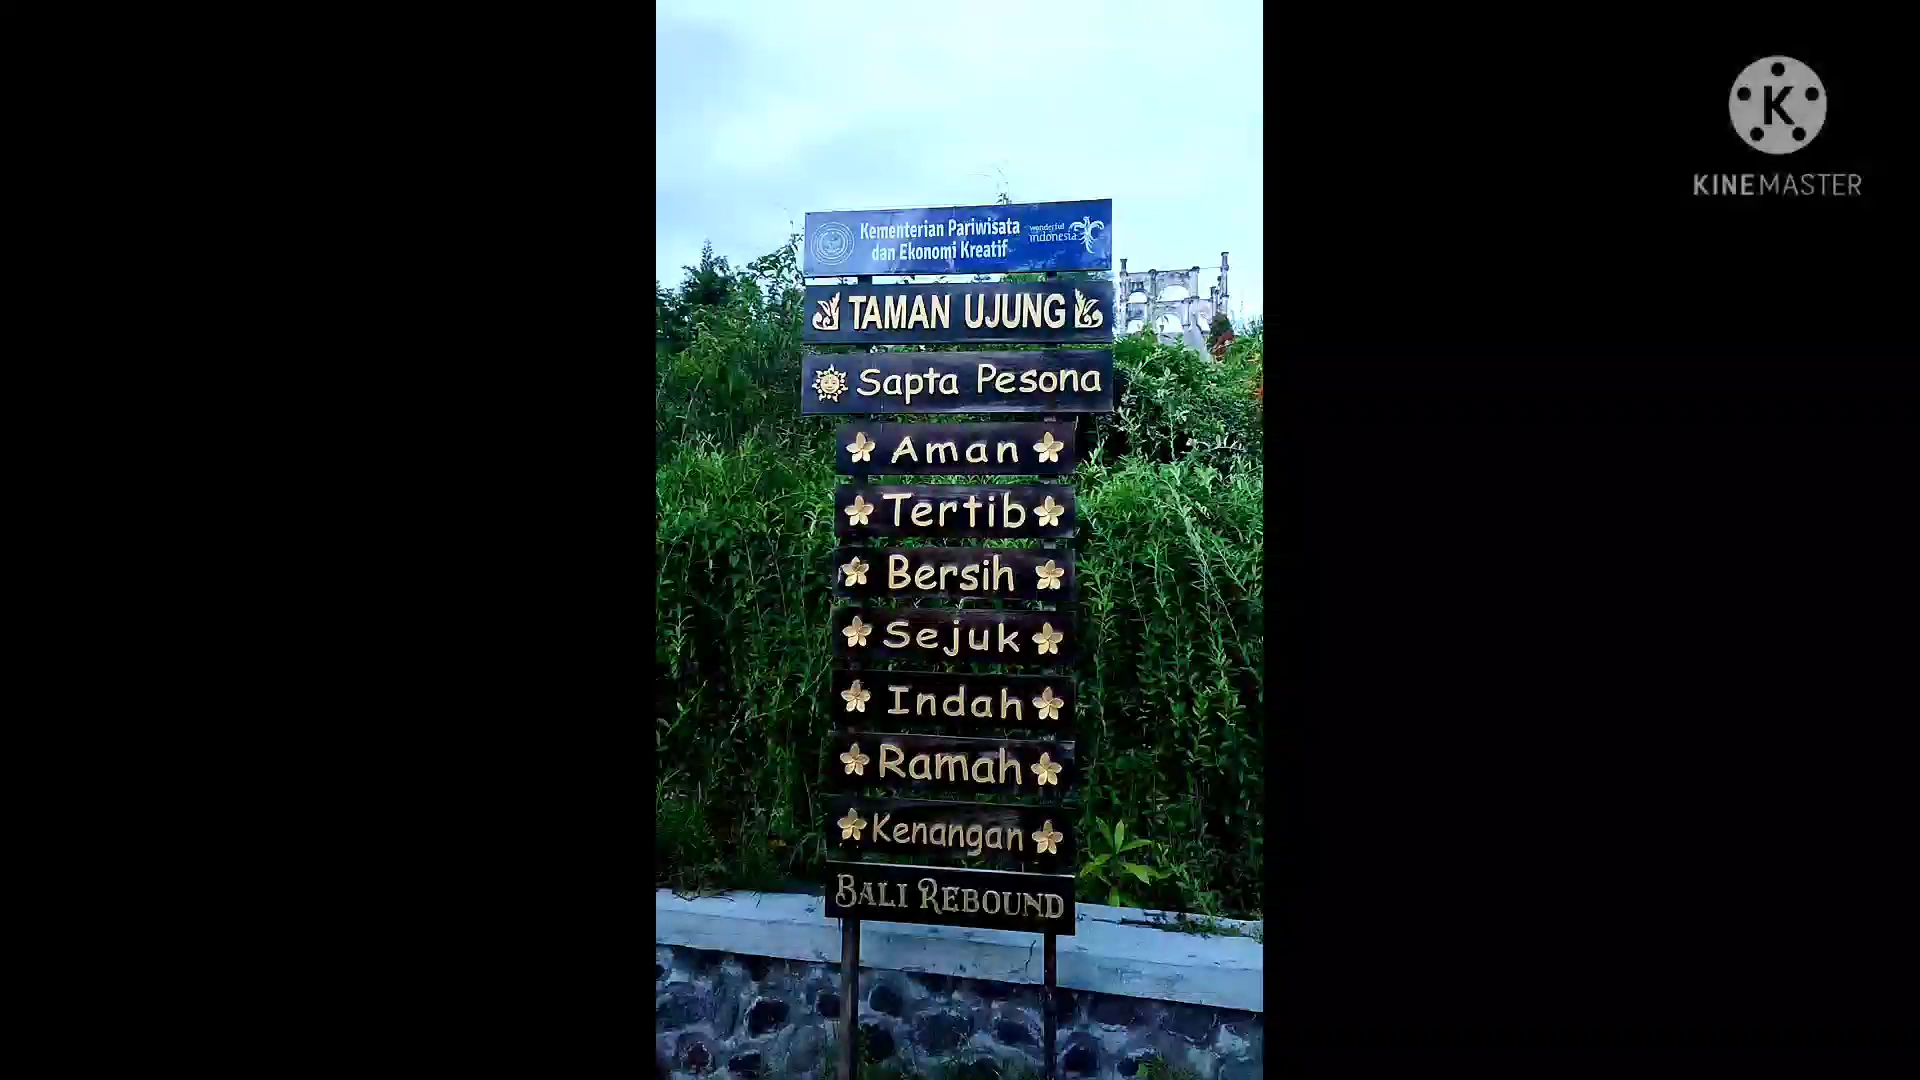 Kementerian Pariwisata
dan Ekonomi Kreatif
wonderful
indonesia
TAMAN UJUNG
Sapta Pesona
Aman
Tertib
Bersih
Sejuk
Indah
Ramah
Kenangan
BALI REBOUND
K
KINEMASTER